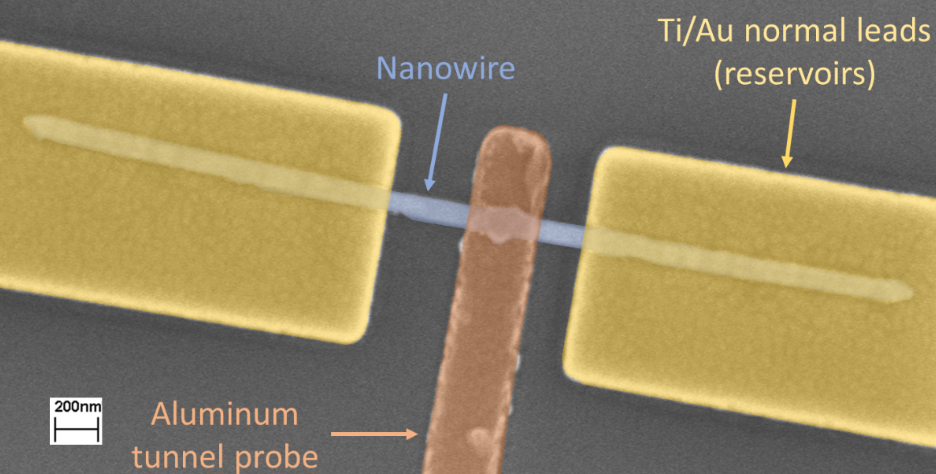 Ti/Au normal leads
(reservoirs)
Nanowire
200nm
Aluminum
tunnel probe